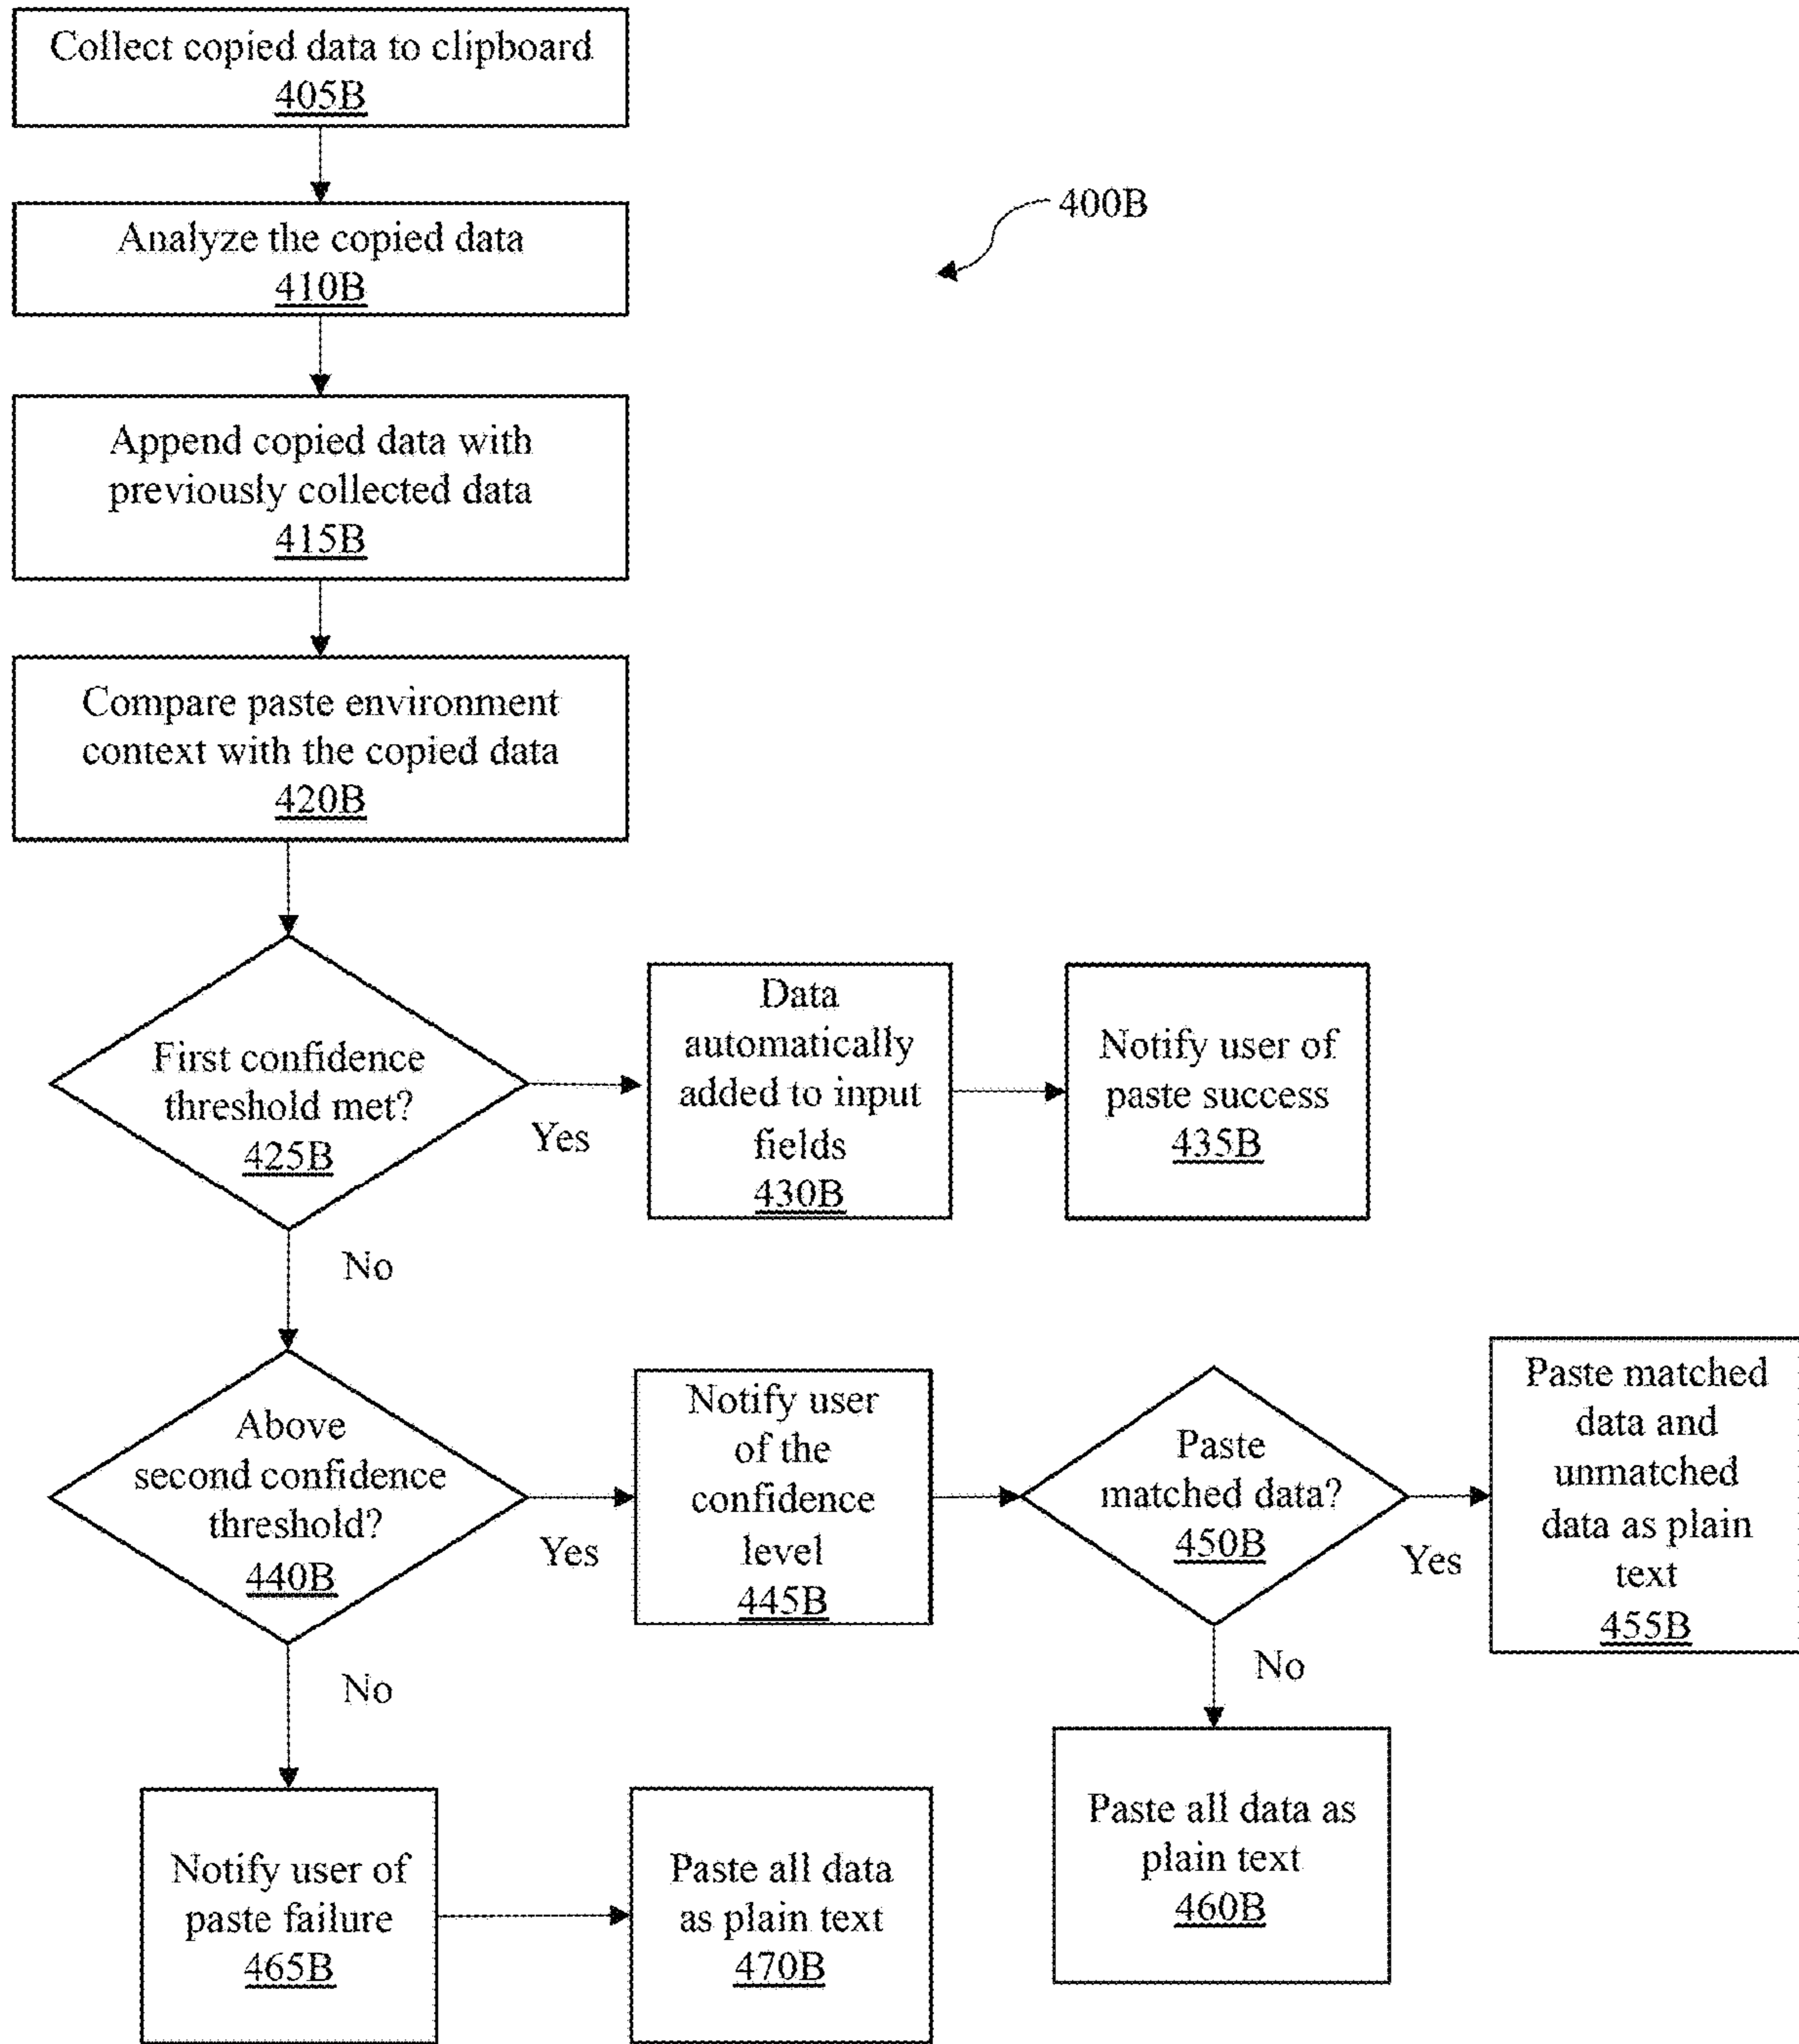 Collect copied data to clipboard
405B
400B
Analyze the copied data
410B
Append copied data with
previously collected data
415B
Compare paste environment
context with the copied data
420B
First confidence
threshold met?
425B
Yes
No
Data
automatically
added to input
fields
430B
Notify user of
paste success
435B
Above
second confidence
threshold?
440B
Yes
No
Notify user
of the
confidence
level
445B
Paste
matched data?
450B
Yes
No
Paste matched
data and
unmatched
data as plain
text
455B
Paste all data as
plain text
460B
Notify user of
paste failure
465B
Paste all data
as plain text
470B